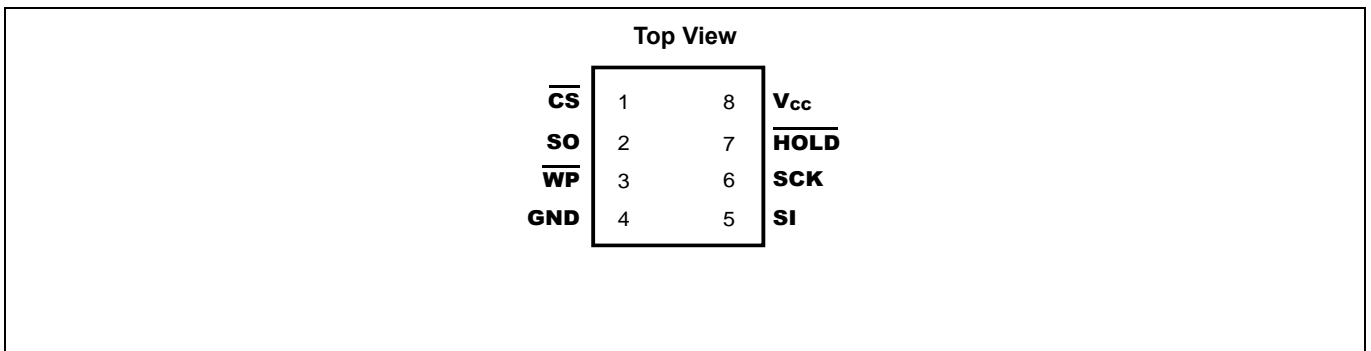 Top View
CS 1 8 Vcc
SO 2 7 HOLD
WP 3 6 SCK
GND 4 5 SI